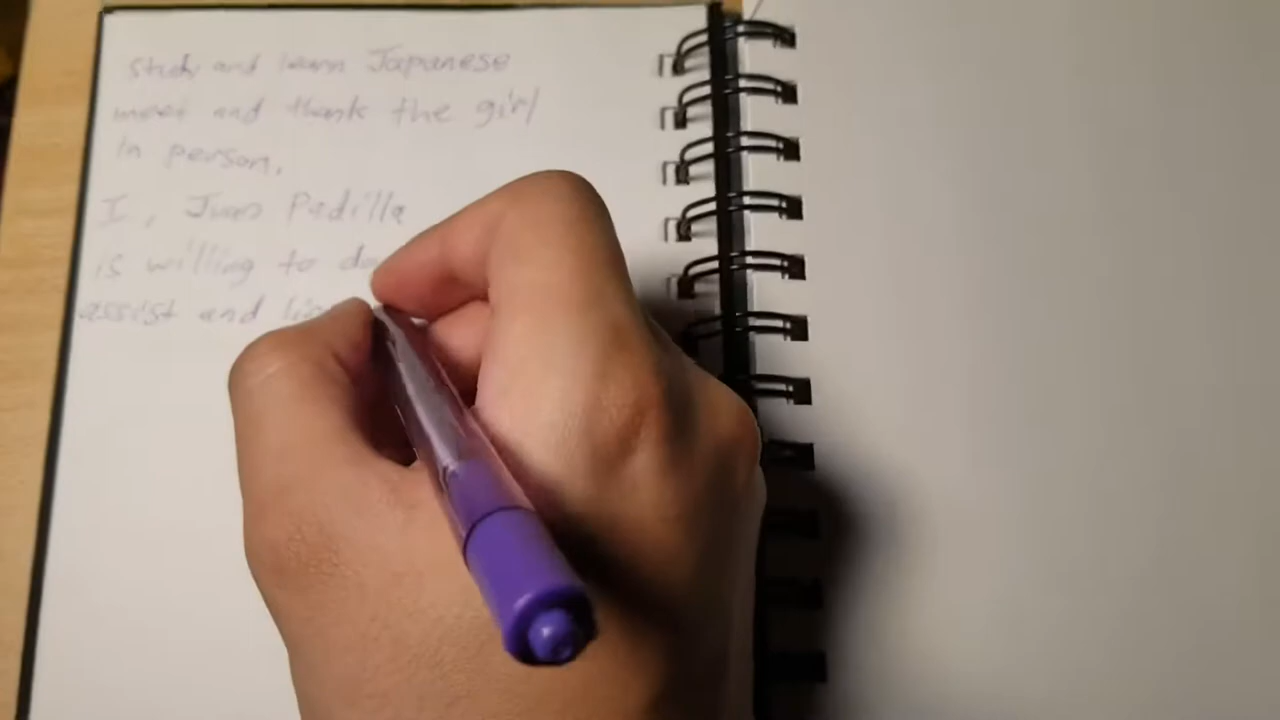 study and learn Japanese
meet and thank the girl
in person.
I, Juan Padilla
is willing to do
assist and